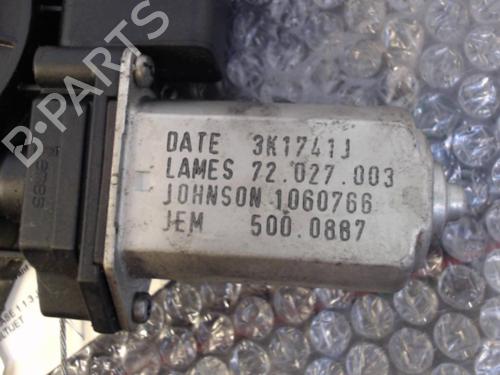 B-PARTS
DATE 3K1741J
LAMES 72.027.003
JOHNSON 1060766
JEM 500.0887